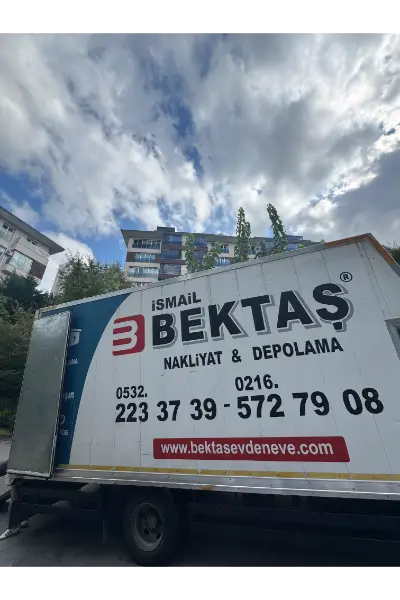 İSMAİL
BEKTAŞ®
NAKLİYAT & DEPOLAMA
0532. 0216.
223 37 39 - 572 79 08
www.bektasevdeneve.com